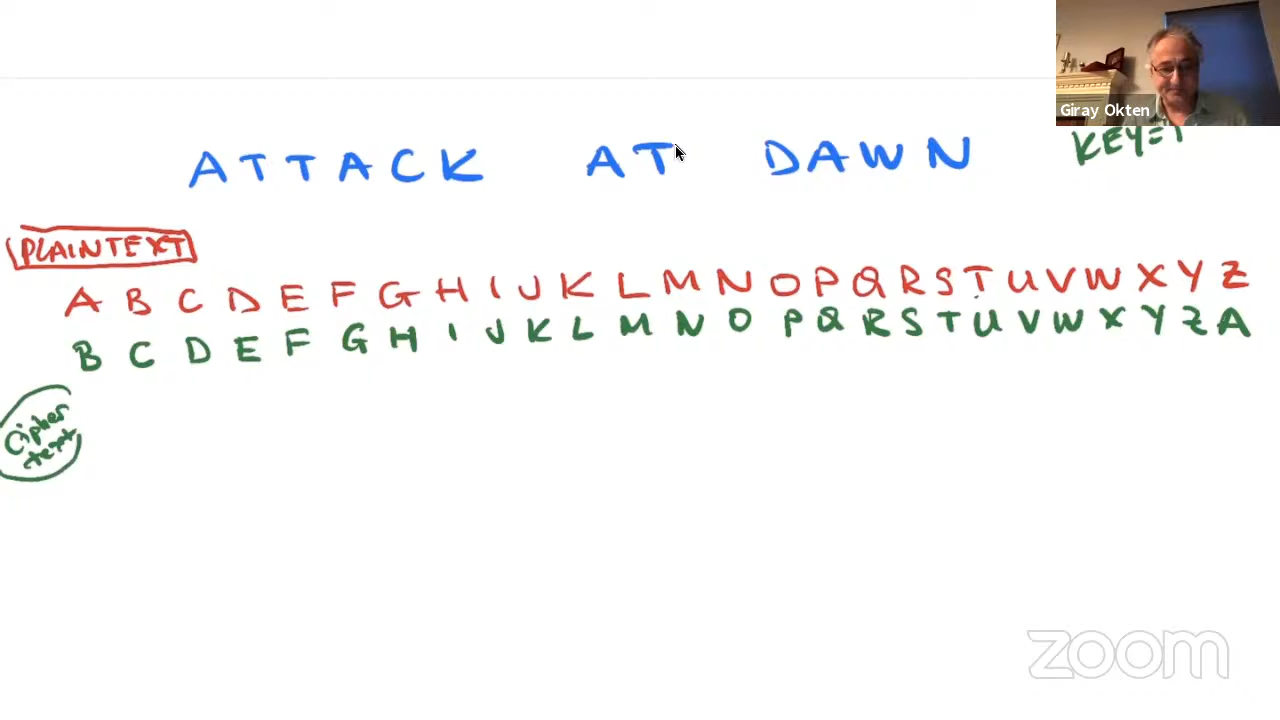 Giray Okten
KEY=1
ATTACK AT DAWN
PLAINTEXT
A B C D E F G H I J K L M N O P Q R S T U V W X Y Z
B C D E F G H I J K L M N O P Q R S T U V W X Y Z A
Cipher
text
zoom